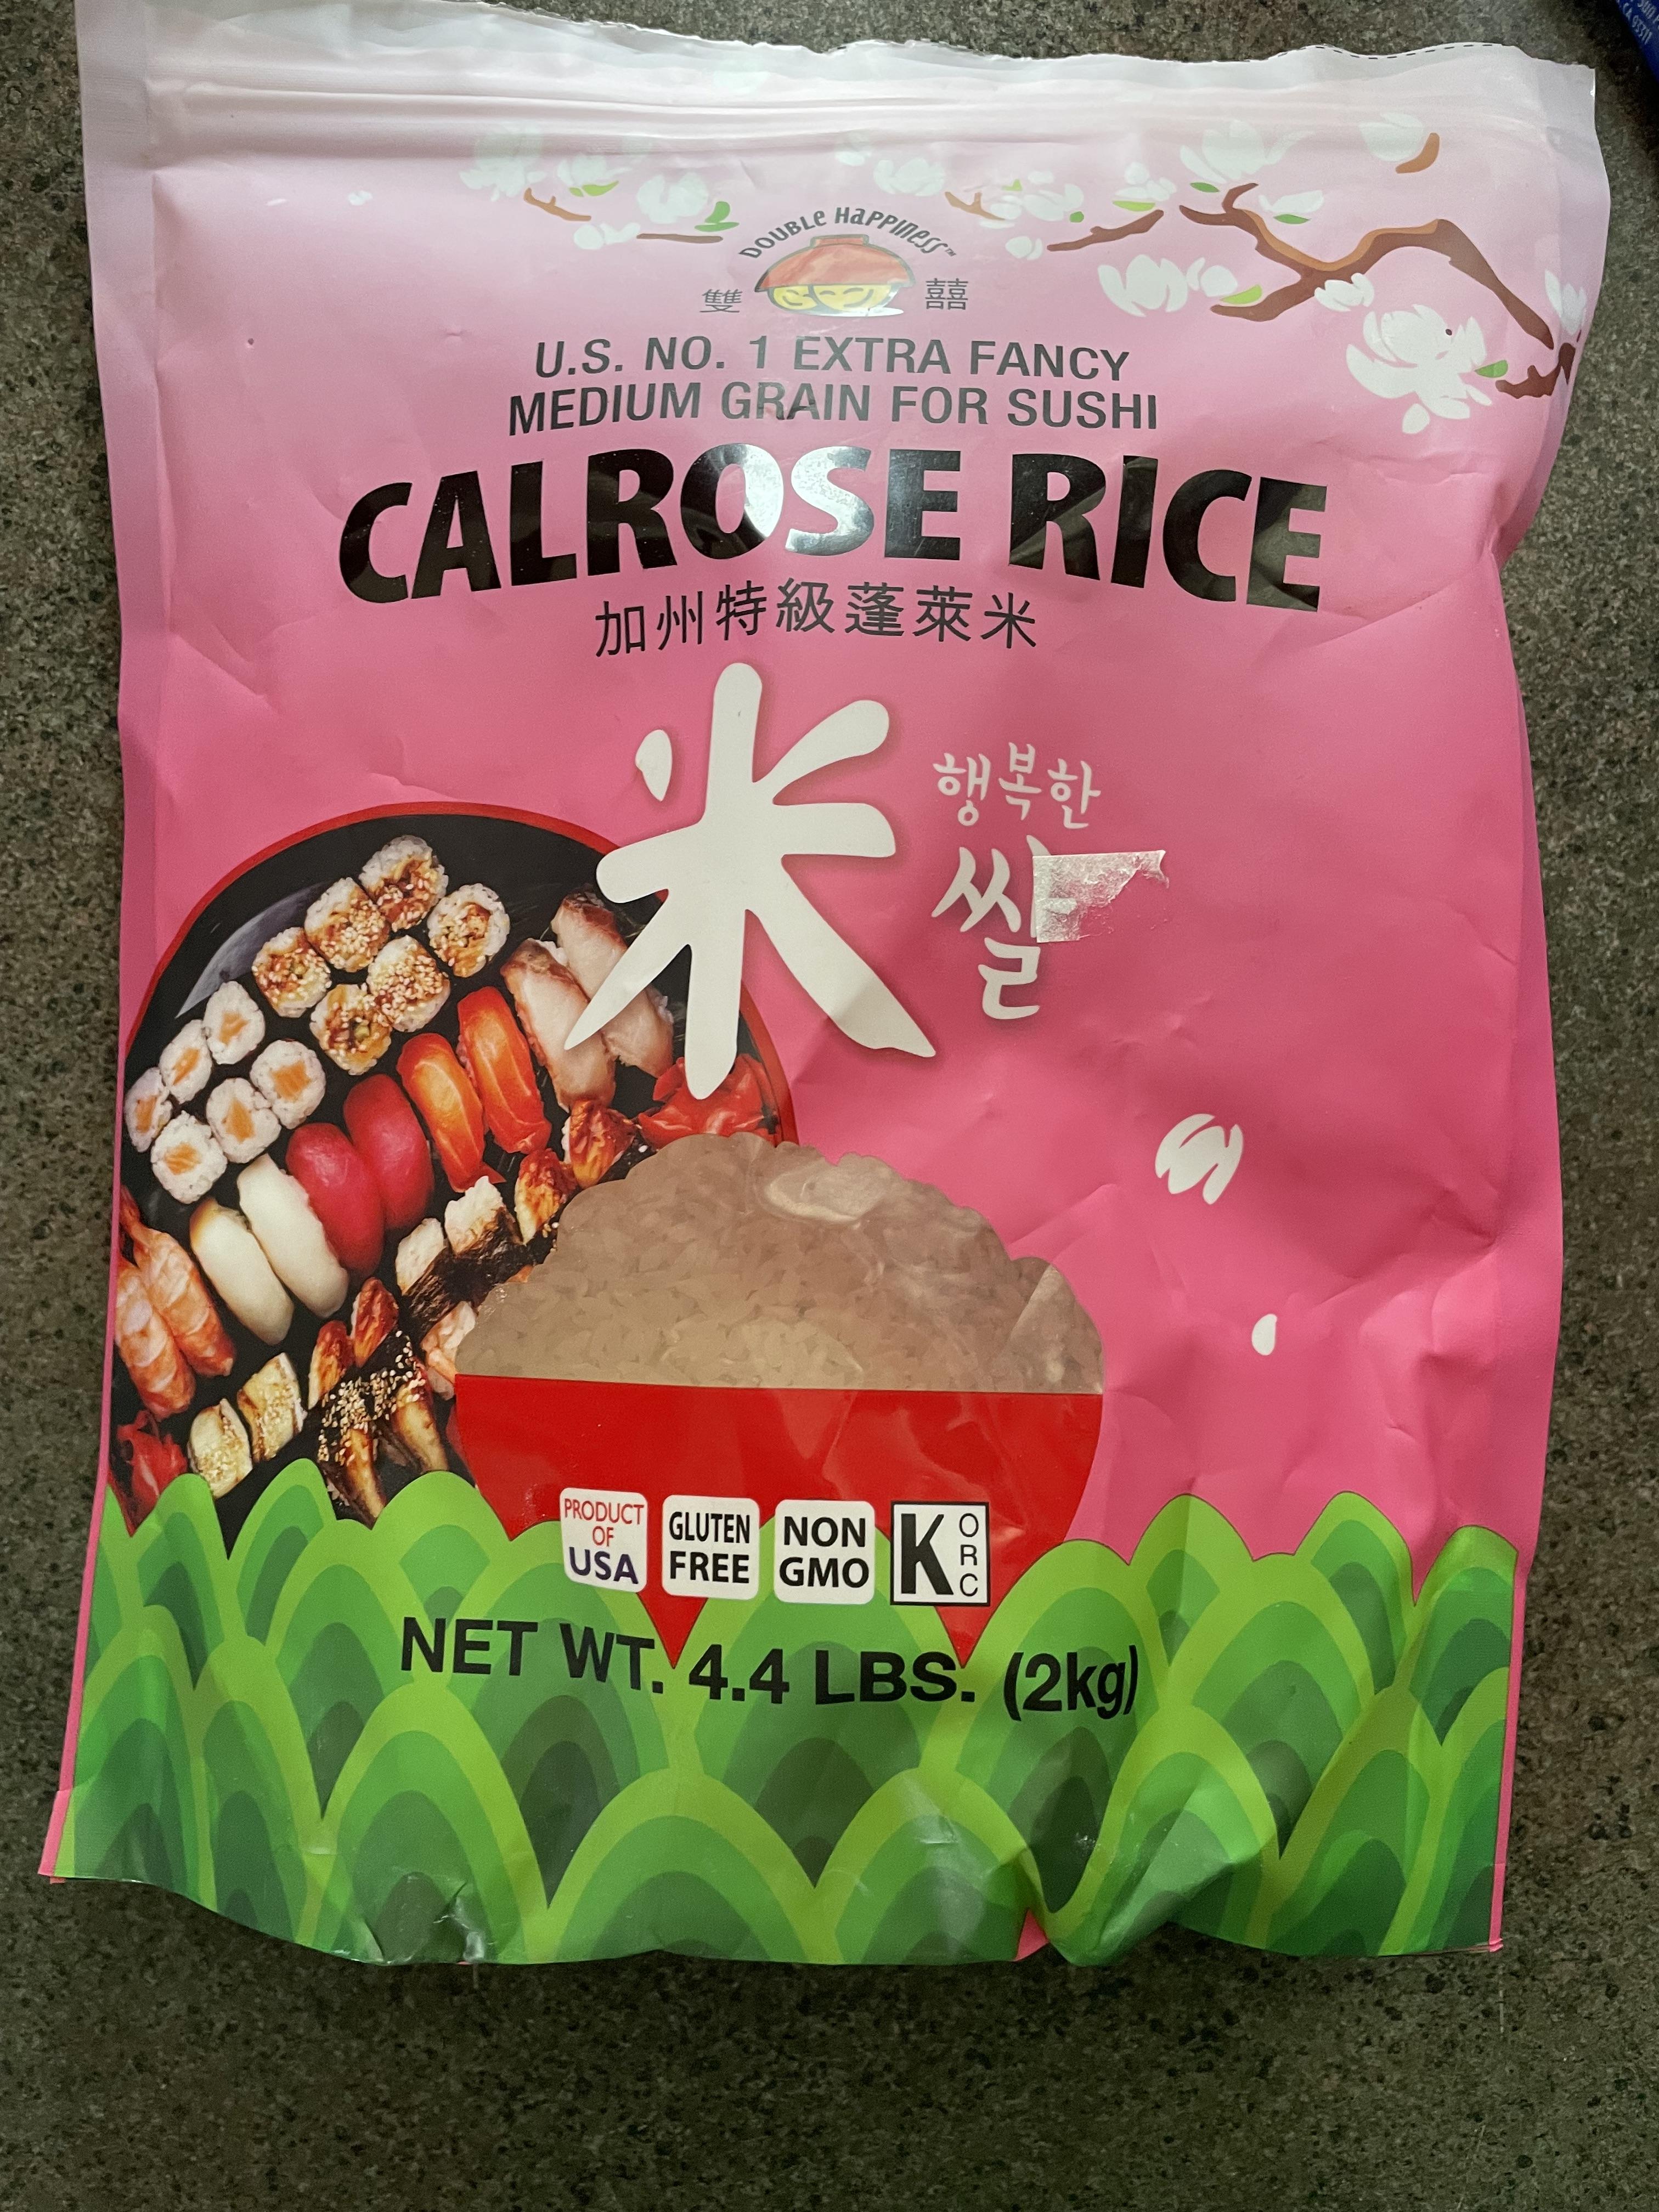 DOUBLE HAPPINESS™
雙 囍
U.S. NO. 1 EXTRA FANCY
MEDIUM GRAIN FOR SUSHI
CALROSE RICE
加州特級蓬萊米
米
행복한
쌀
PRODUCT
OF
USA
GLUTEN
FREE
NON
GMO
K
ORC
NET WT. 4.4 LBS. (2kg)